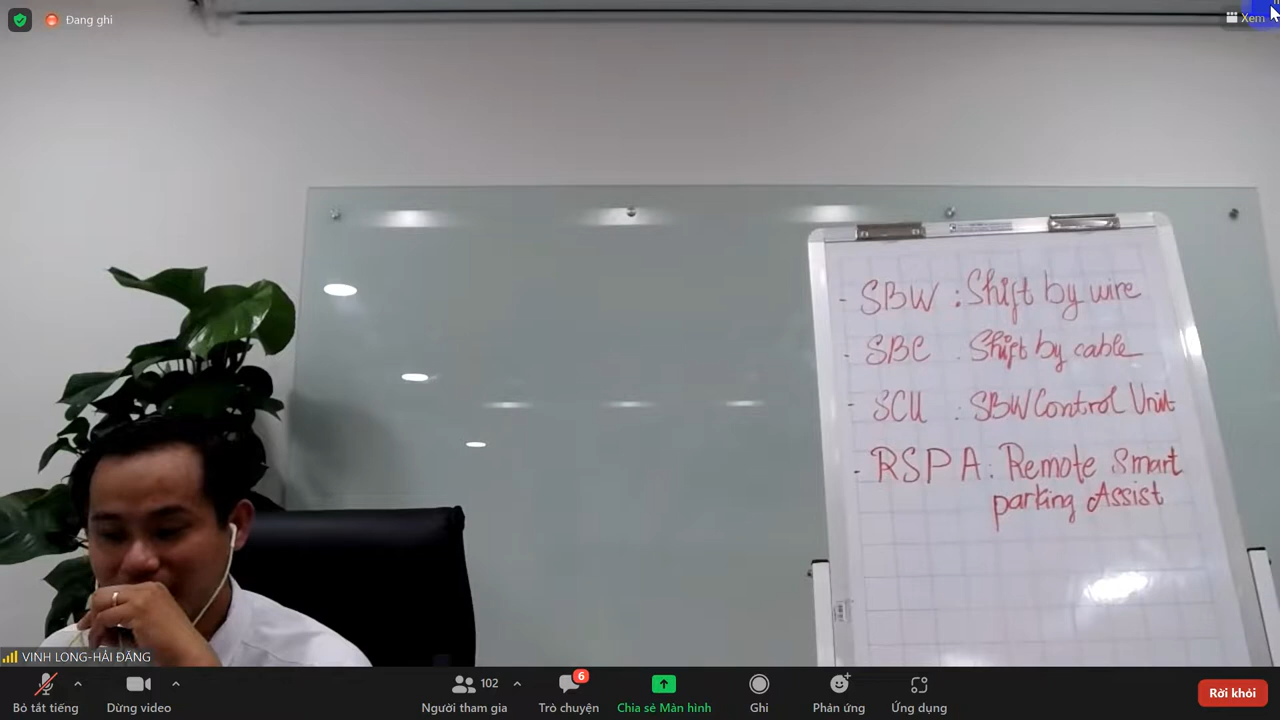 Đang ghi
Xem
- SBW : Shift by wire
- SBC : Shift by cable
- SCU : SBW Control Unit
- RSPA : Remote Smart
parking Assist
VINH LONG-HẢI ĐĂNG
Bỏ tắt tiếng
Dừng video
102
Người tham gia
6
Trò chuyện
Chia sẻ Màn hình
Ghi
Phản ứng
Ứng dụng
Rời khỏi